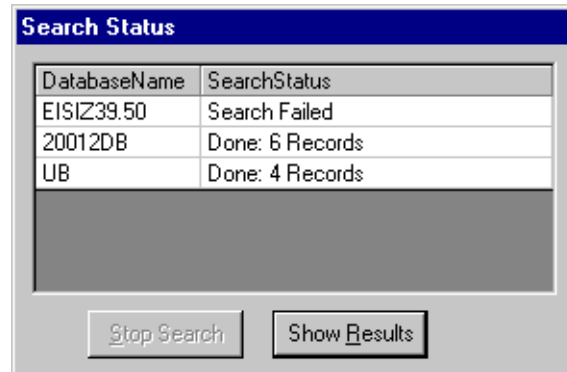 Search Status
DatabaseName SearchStatus
EISIZ39.50 Search Failed
20012DB Done: 6 Records
UB Done: 4 Records
Stop Search Show Results